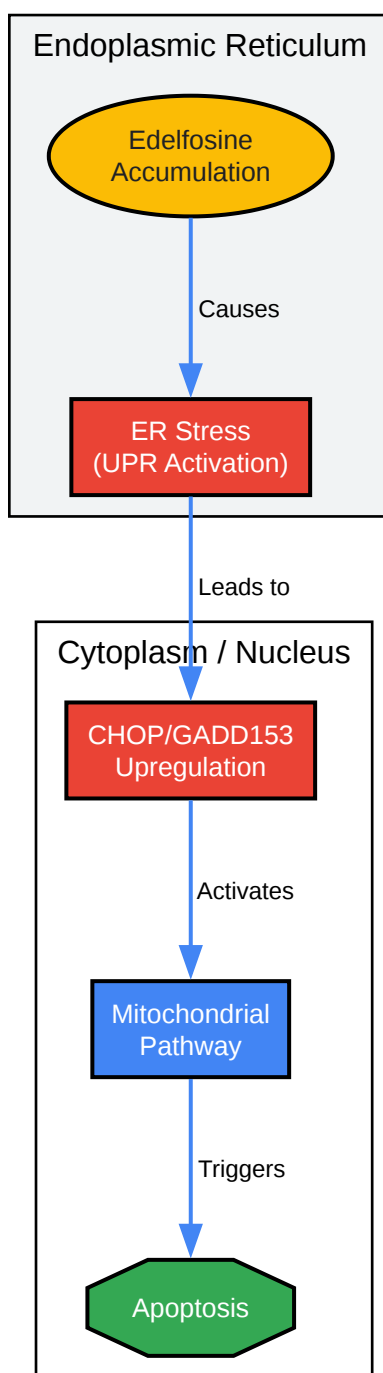 Endoplasmic Reticulum
Edelfosine
Accumulation
Causes
ER Stress
(UPR Activation)
Leads to
Cytoplasm / Nucleus
CHOP/GADD153
Upregulation
Activates
Mitochondrial
Pathway
Triggers
Apoptosis